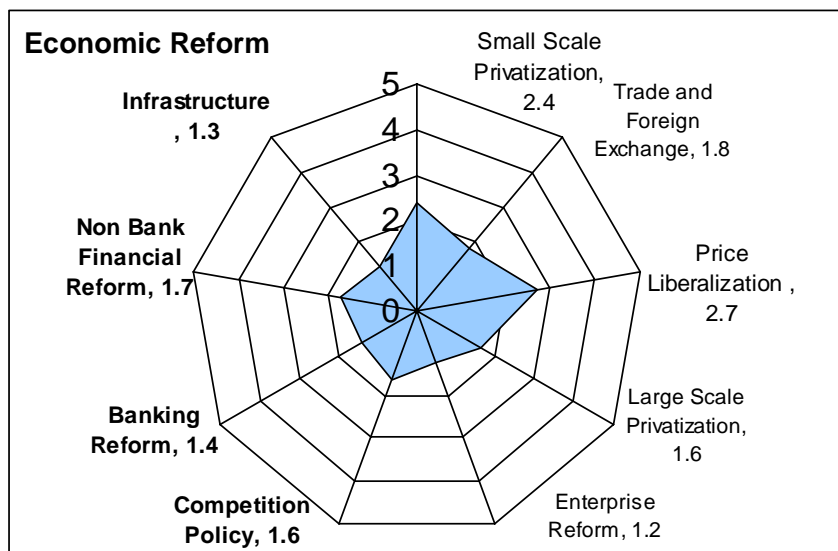 Economic Reform
Small Scale
Privatization,
2.4
Trade and
Foreign
Exchange, 1.8
Price
Liberalization ,
2.7
Large Scale
Privatization,
1.6
Enterprise
Reform, 1.2
Competition
Policy, 1.6
Banking
Reform, 1.4
Non Bank
Financial
Reform, 1.7
Infrastructure
, 1.3
5
4
3
2
1
0